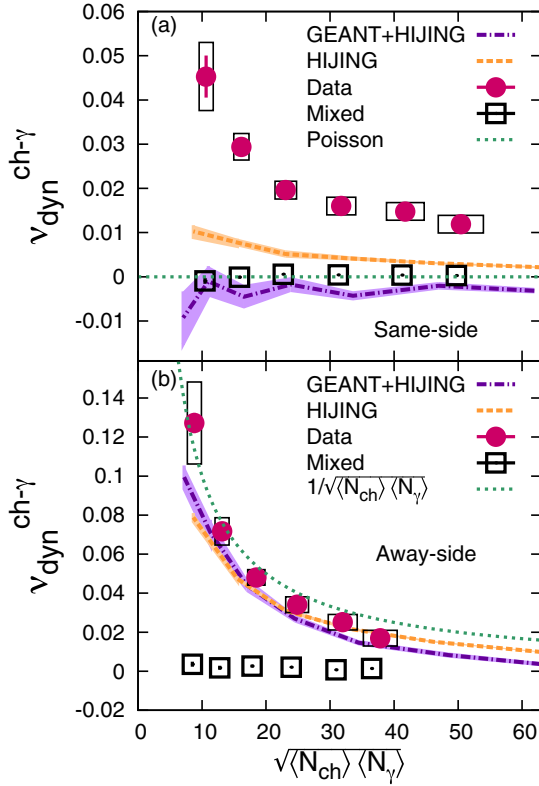 (a)
GEANT+HIJING
HIJING
Data
Mixed
Poisson
0.06
0.05
0.04
0.03
0.02
0.01
0
-0.01
ν_dyn^ch-γ
Same-side
(b)
GEANT+HIJING
HIJING
Data
Mixed
1/√⟨N_ch⟩ ⟨N_γ⟩
0.14
0.12
0.1
0.08
0.06
0.04
0.02
0
-0.02
ν_dyn^ch-γ
Away-side
0 10 20 30 40 50 60
√⟨N_ch⟩ ⟨N_γ⟩